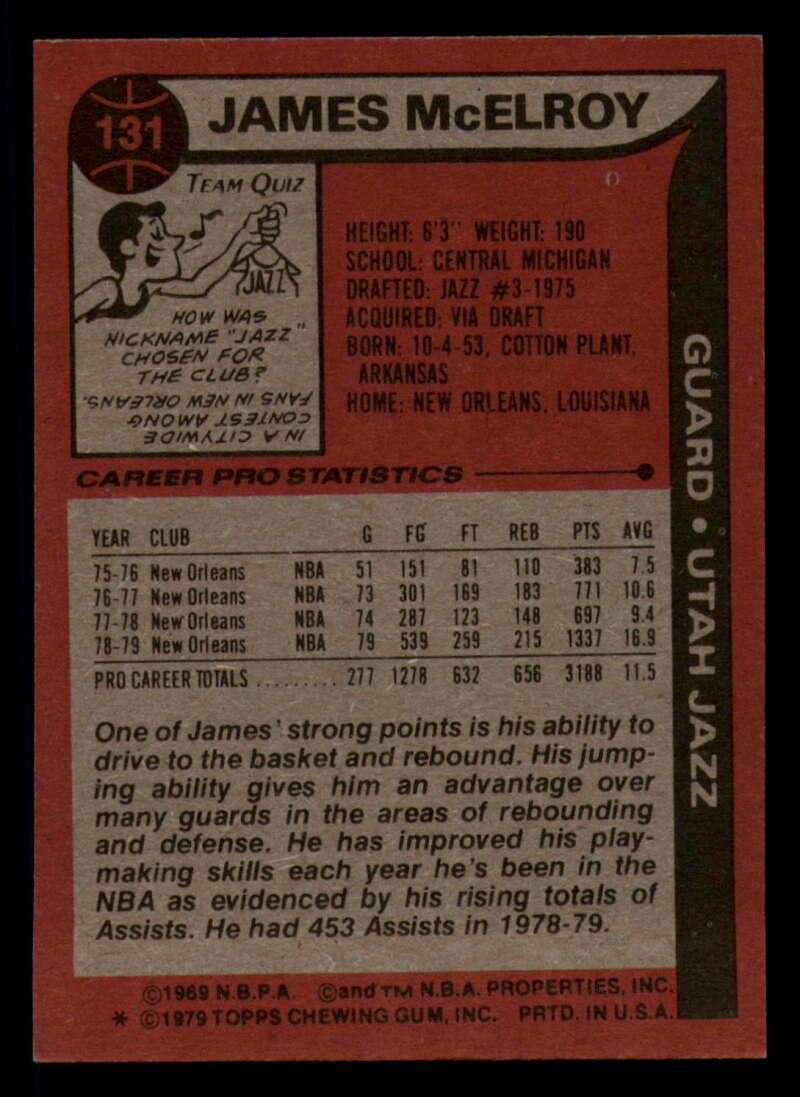 131
JAMES McELROY
TEAM QUIZ
JAZZ
HOW WAS
NICKNAME "JAZZ"
CHOSEN FOR
THE CLUB?
IN A CITYWIDE
CONTEST AMONG
FANS IN NEW ORLEANS.
HEIGHT: 6'3" WEIGHT: 190
SCHOOL: CENTRAL MICHIGAN
DRAFTED: JAZZ #3-1975
ACQUIRED: VIA DRAFT
BORN: 10-4-53, COTTON PLANT,
ARKANSAS
HOME: NEW ORLEANS, LOUISIANA
GUARD • UTAH JAZZ
CAREER PRO STATISTICS
YEAR CLUB G FG FT REB PTS AVG
75-76 New Orleans NBA 51 151 81 110 383 7.5
76-77 New Orleans NBA 73 301 169 183 771 10.6
77-78 New Orleans NBA 74 287 123 148 697 9.4
78-79 New Orleans NBA 79 539 259 215 1337 16.9
PRO CAREER TOTALS ......... 277 1278 632 656 3188 11.5
One of James' strong points is his ability to
drive to the basket and rebound. His jump-
ing ability gives him an advantage over
many guards in the areas of rebounding
and defense. He has improved his play-
making skills each year he's been in the
NBA as evidenced by his rising totals of
Assists. He had 453 Assists in 1978-79.
©1969 N.B.P.A. ©and TM N.B.A. PROPERTIES, INC.
* ©1979 TOPPS CHEWING GUM, INC. PRTD. IN U.S.A.